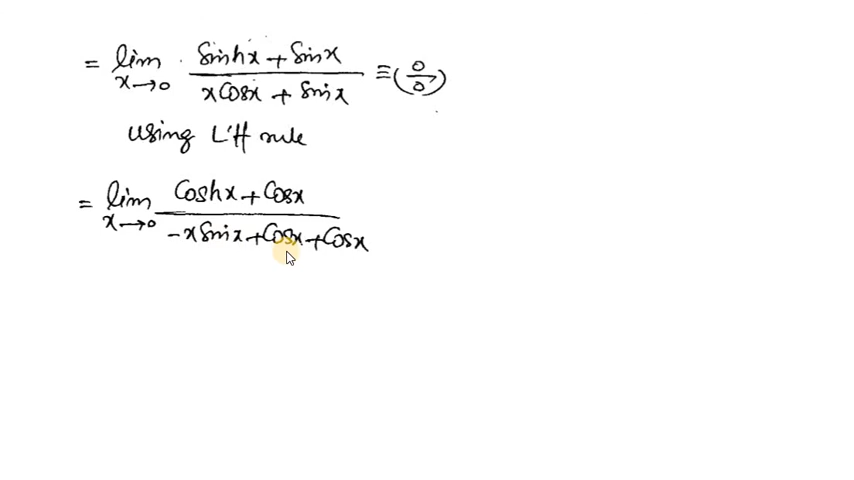 = lim x→0 (Sinhx + Sinx)/(xCosx + Sinx) ≡ (0/0)
using L'H rule
= lim x→0 (Coshx + Cosx)/(-xSinx + Cosx + Cosx)